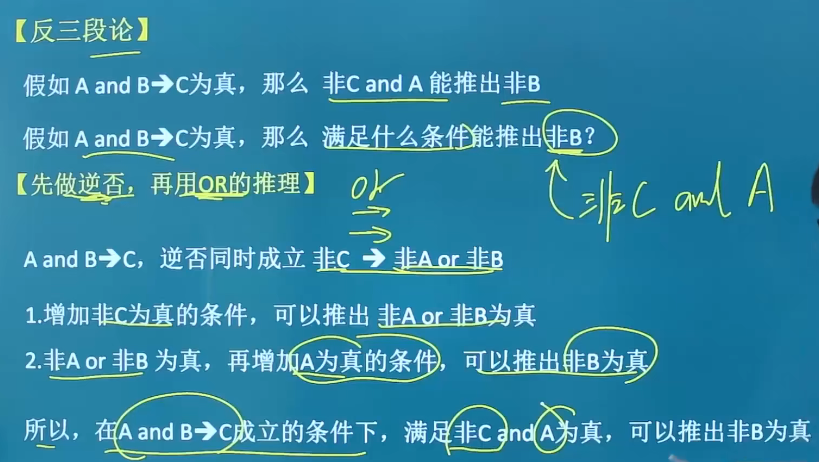 【反三段论】
假如 A and B➔C为真，那么 非C and A 能推出非B
假如 A and B➔C为真，那么 满足什么条件能推出非B？
【先做逆否，再用OR的推理】
or
非C and A
A and B➔C，逆否同时成立 非C ➔ 非A or 非B
1.增加非C为真的条件，可以推出 非A or 非B为真
2.非A or 非B 为真，再增加A为真的条件，可以推出非B为真
所以，在A and B➔C成立的条件下，满足非C and A为真，可以推出非B为真